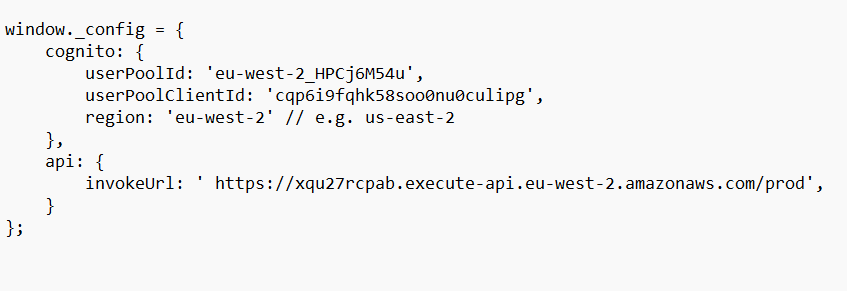 window._config = {
    cognito: {
        userPoolId: 'eu-west-2_HPCj6M54u',
        userPoolClientId: 'cqp6i9fqhk58soo0nu0culipg',
        region: 'eu-west-2' // e.g. us-east-2
    },
    api: {
        invokeUrl: ' https://xqu27rcpab.execute-api.eu-west-2.amazonaws.com/prod',
    }
};